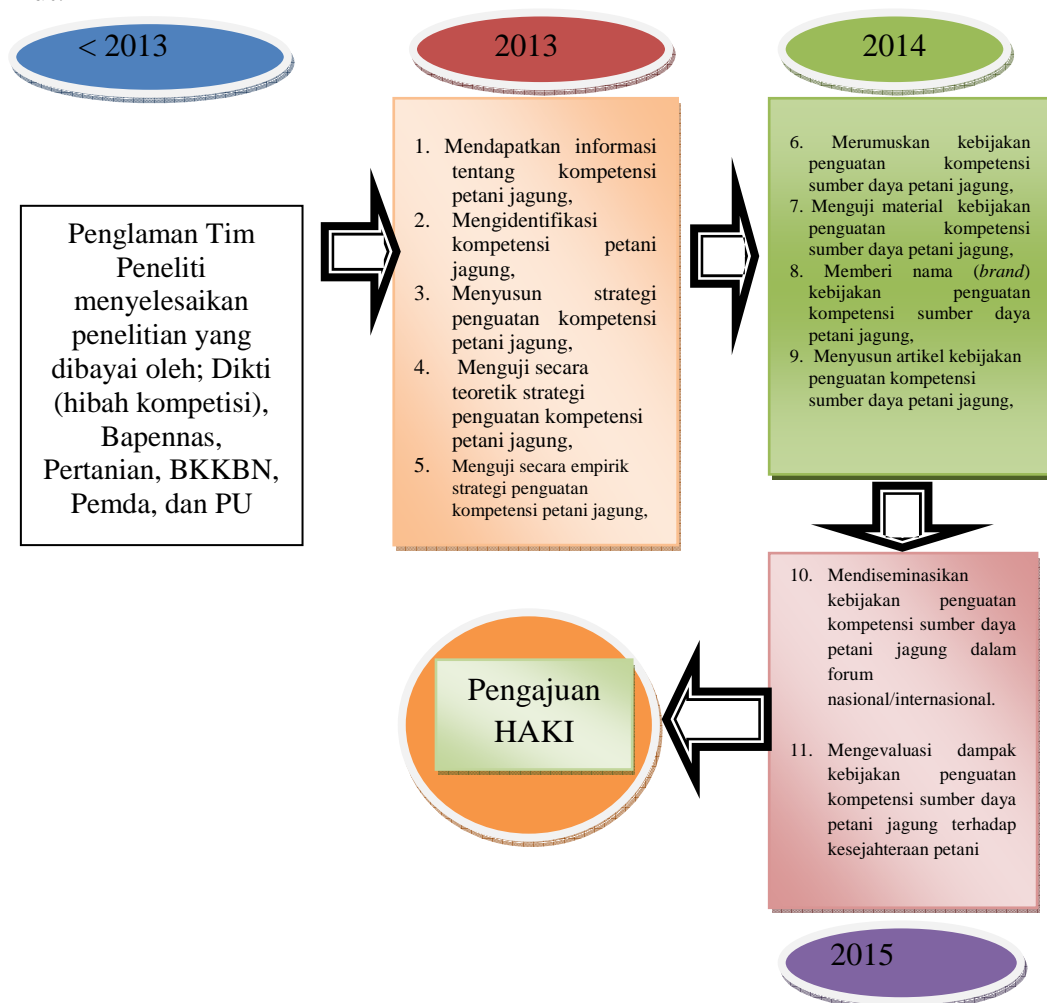 < 2013
2013
2014
Penglaman Tim
Peneliti
menyelesaikan
penelitian yang
dibayai oleh; Dikti
(hibah kompetisi),
Bapennas,
Pertanian, BKKBN,
Pemda, dan PU
1. Mendapatkan informasi
tentang kompetensi
petani jagung,
2. Mengidentifikasi
kompetensi petani
jagung,
3. Menyusun strategi
penguatan kompetensi
petani jagung,
4. Menguji secara
teoretik strategi
penguatan kompetensi
petani jagung,
5. Menguji secara empirik
strategi penguatan
kompetensi petani jagung,
6. Merumuskan kebijakan
penguatan kompetensi
sumber daya petani jagung,
7. Menguji material kebijakan
penguatan kompetensi
sumber daya petani jagung,
8. Memberi nama (brand)
kebijakan penguatan
kompetensi sumber daya
petani jagung,
9. Menyusun artikel kebijakan
penguatan kompetensi
sumber daya petani jagung,
10. Mendiseminasikan
kebijakan penguatan
kompetensi sumber daya
petani jagung dalam
forum
nasional/internasional.
11. Mengevaluasi dampak
kebijakan penguatan
kompetensi sumber daya
petani jagung terhadap
kesejahteraan petani
Pengajuan
HAKI
2015